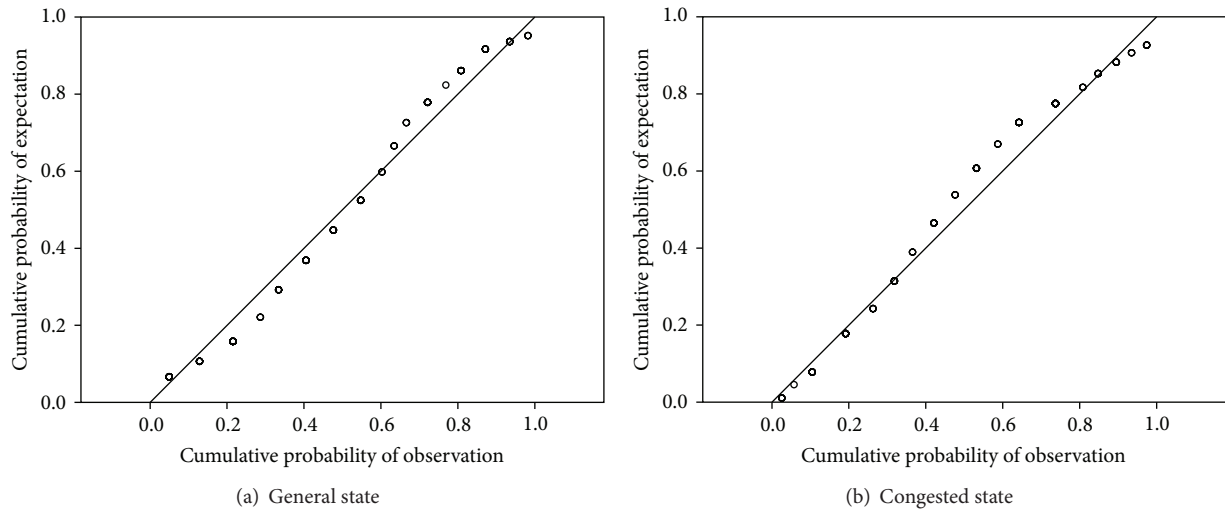 1.0
0.8
0.6
0.4
0.2
0.0
Cumulative probability of expectation
0.0 0.2 0.4 0.6 0.8 1.0
Cumulative probability of observation
(a) General state
1.0
0.8
0.6
0.4
0.2
0.0
Cumulative probability of expectation
0.0 0.2 0.4 0.6 0.8 1.0
Cumulative probability of observation
(b) Congested state